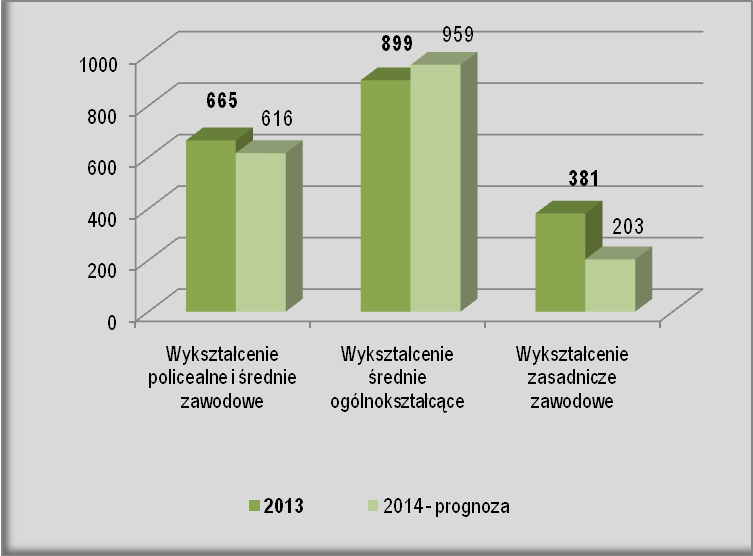 1000
800
600
400
200
0
665
616
899
959
381
203
Wykształcenie
policealne i średnie
zawodowe
Wykształcenie
średnie
ogólnokształcące
Wykształcenie
zasadnicze
zawodowe
2013
2014- prognoza